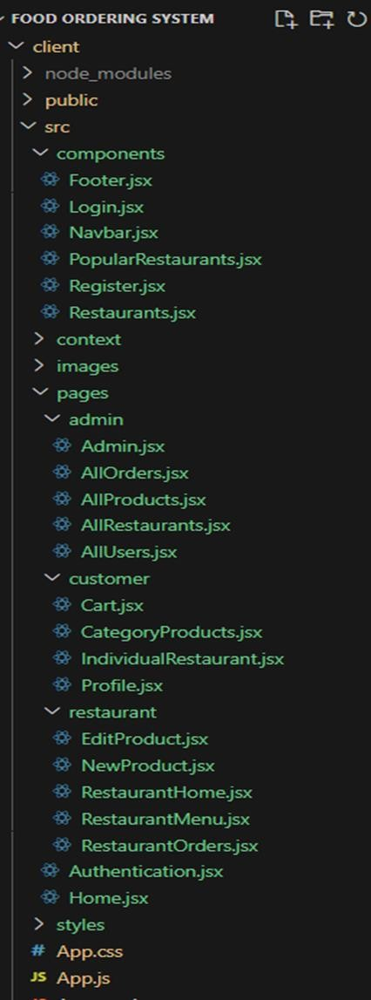 FOOD ORDERING SYSTEM
client
node_modules
public
src
components
Footer.jsx
Login.jsx
Navbar.jsx
PopularRestaurants.jsx
Register.jsx
Restaurants.jsx
context
images
pages
admin
Admin.jsx
AllOrders.jsx
AllProducts.jsx
AllRestaurants.jsx
AllUsers.jsx
customer
Cart.jsx
CategoryProducts.jsx
IndividualRestaurant.jsx
Profile.jsx
restaurant
EditProduct.jsx
NewProduct.jsx
RestaurantHome.jsx
RestaurantMenu.jsx
RestaurantOrders.jsx
Authentication.jsx
Home.jsx
styles
# App.css
JS App.js